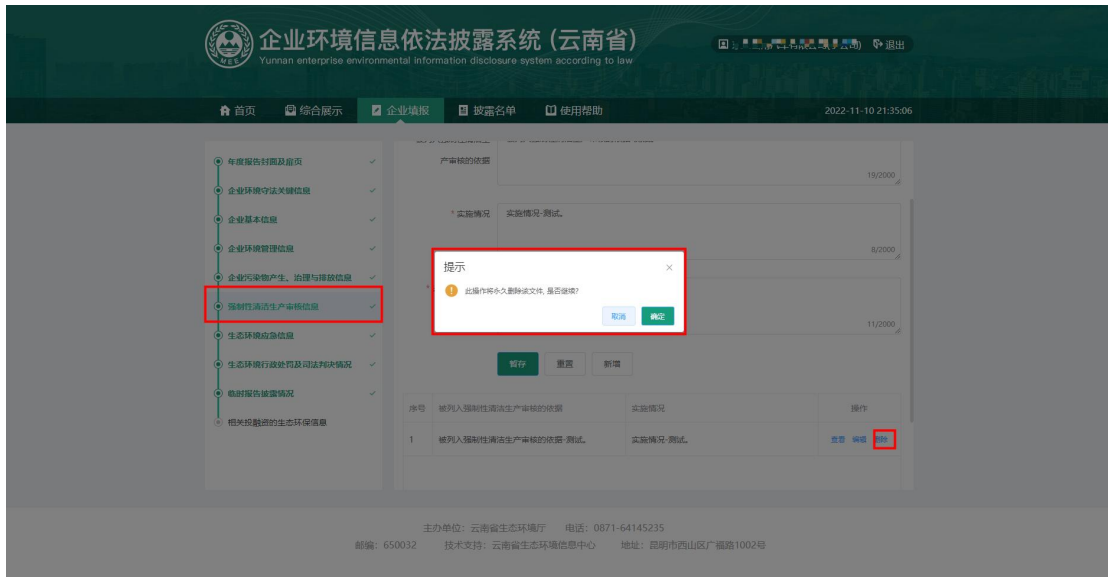 企业环境信息依法披露系统 (云南省)
Yunnan enterprise environmental information disclosure system according to law
MEE
退出
首页 综合展示 企业填报 披露名单 使用帮助 2022-11-10 21:35:06
年度报告封面及扉页
企业环境守法关键信息
企业基本信息
企业环境管理信息
企业污染物产生、治理与排放信息
强制性清洁生产审核信息
生态环境应急信息
生态环境行政处罚及司法判决情况
临时报告披露情况
相关投融资的生态环保信息
产审核的依据
19/2000
* 实施情况 实施情况-测试。
8/2000
提示
此操作将永久删除该文件, 是否继续?
取消 确定
*
11/2000
暂存 重置 新增
序号 被列入强制性清洁生产审核的依据 实施情况 操作
1 被列入强制性清洁生产审核的依据-测试。 实施情况-测试。 查看 编辑 删除
主办单位：云南省生态环境厅 电话：0871-64145235
邮编：650032 技术支持：云南省生态环境信息中心 地址：昆明市西山区广福路1002号